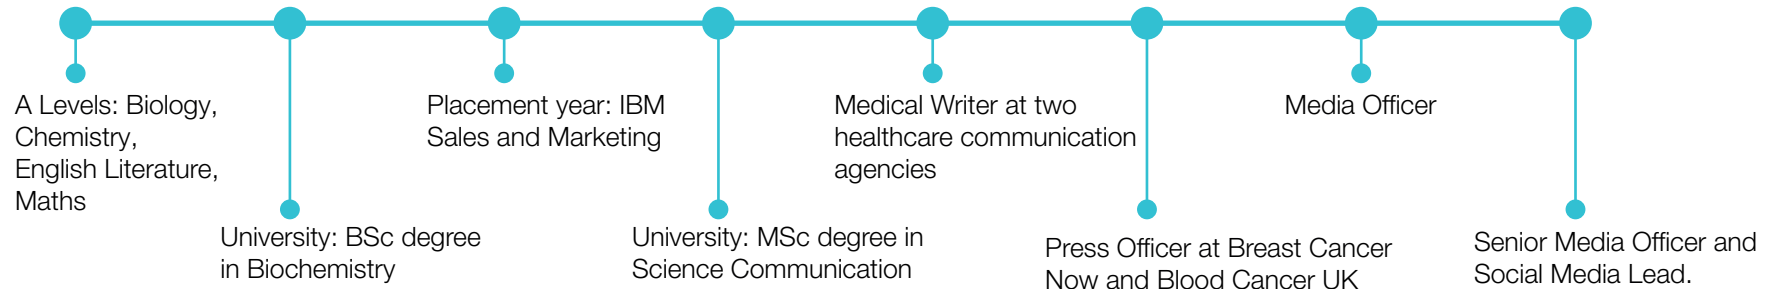 A Levels: Biology,
Chemistry,
English Literature,
Maths
University: BSc degree
in Biochemistry
Placement year: IBM
Sales and Marketing
University: MSc degree in
Science Communication
Medical Writer at two
healthcare communication
agencies
Press Officer at Breast Cancer
Now and Blood Cancer UK
Media Officer
Senior Media Officer and
Social Media Lead.